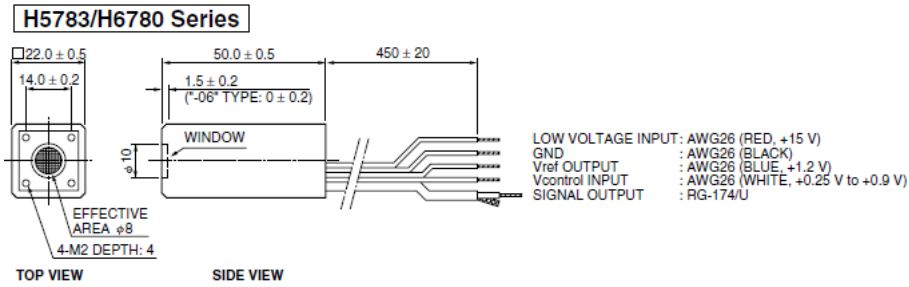 H5783/H6780 Series
□22.0 ± 0.5
14.0 ± 0.2
50.0 ± 0.5
450 ± 20
1.5 ± 0.2
("-06" TYPE: 0 ± 0.2)
WINDOW
φ10
EFFECTIVE
AREA φ8
4-M2 DEPTH: 4
LOW VOLTAGE INPUT: AWG26 (RED, +15 V)
GND : AWG26 (BLACK)
Vref OUTPUT : AWG26 (BLUE, +1.2 V)
Vcontrol INPUT : AWG26 (WHITE, +0.25 V to +0.9 V)
SIGNAL OUTPUT : RG-174/U
TOP VIEW
SIDE VIEW